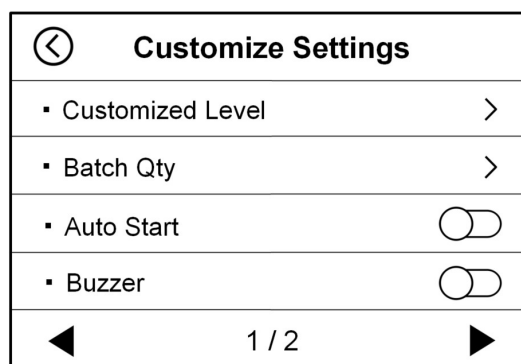 Customize Settings
▪ Customized Level
▪ Batch Qty
▪ Auto Start
▪ Buzzer
1 / 2